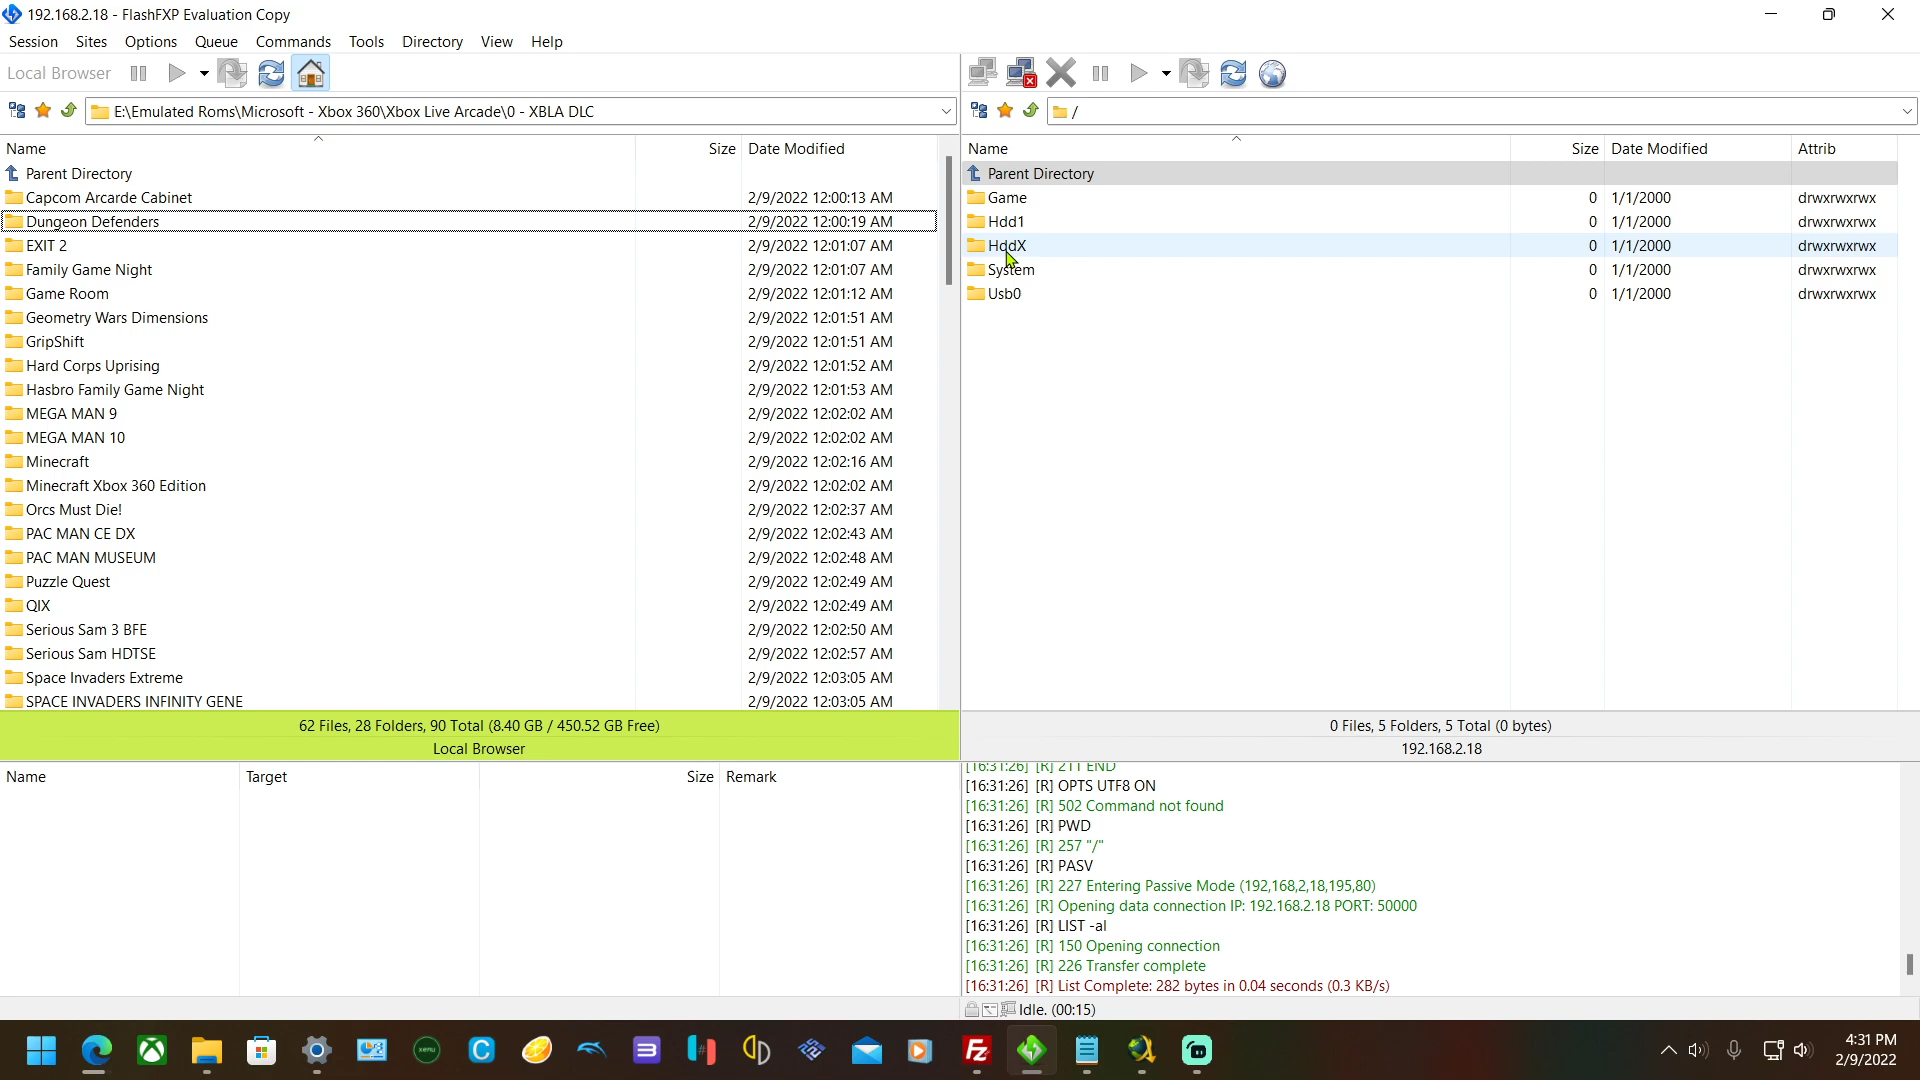 192.168.2.18 - FlashFXP Evaluation Copy
Session Sites Options Queue Commands Tools Directory View Help
Local Browser
E:\Emulated Roms\Microsoft - Xbox 360\Xbox Live Arcade\0 - XBLA DLC
/
Name Size Date Modified
Parent Directory
Capcom Arcarde Cabinet 2/9/2022 12:00:13 AM
Dungeon Defenders 2/9/2022 12:00:19 AM
EXIT 2 2/9/2022 12:01:07 AM
Family Game Night 2/9/2022 12:01:07 AM
Game Room 2/9/2022 12:01:12 AM
Geometry Wars Dimensions 2/9/2022 12:01:51 AM
GripShift 2/9/2022 12:01:51 AM
Hard Corps Uprising 2/9/2022 12:01:52 AM
Hasbro Family Game Night 2/9/2022 12:01:53 AM
MEGA MAN 9 2/9/2022 12:02:02 AM
MEGA MAN 10 2/9/2022 12:02:02 AM
Minecraft 2/9/2022 12:02:16 AM
Minecraft Xbox 360 Edition 2/9/2022 12:02:02 AM
Orcs Must Die! 2/9/2022 12:02:37 AM
PAC MAN CE DX 2/9/2022 12:02:43 AM
PAC MAN MUSEUM 2/9/2022 12:02:48 AM
Puzzle Quest 2/9/2022 12:02:49 AM
QIX 2/9/2022 12:02:49 AM
Serious Sam 3 BFE 2/9/2022 12:02:50 AM
Serious Sam HDTSE 2/9/2022 12:02:57 AM
Space Invaders Extreme 2/9/2022 12:03:05 AM
SPACE INVADERS INFINITY GENE 2/9/2022 12:03:05 AM
62 Files, 28 Folders, 90 Total (8.40 GB / 450.52 GB Free)
Local Browser
Name Size Date Modified Attrib
Parent Directory
Game 0 1/1/2000 drwxrwxrwx
Hdd1 0 1/1/2000 drwxrwxrwx
HddX 0 1/1/2000 drwxrwxrwx
System 0 1/1/2000 drwxrwxrwx
Usb0 0 1/1/2000 drwxrwxrwx
0 Files, 5 Folders, 5 Total (0 bytes)
192.168.2.18
Name Target Size Remark
[16:31:26] [R] 211 END
[16:31:26] [R] OPTS UTF8 ON
[16:31:26] [R] 502 Command not found
[16:31:26] [R] PWD
[16:31:26] [R] 257 "/"
[16:31:26] [R] PASV
[16:31:26] [R] 227 Entering Passive Mode (192,168,2,18,195,80)
[16:31:26] [R] Opening data connection IP: 192.168.2.18 PORT: 50000
[16:31:26] [R] LIST -al
[16:31:26] [R] 150 Opening connection
[16:31:26] [R] 226 Transfer complete
[16:31:26] [R] List Complete: 282 bytes in 0.04 seconds (0.3 KB/s)
Idle. (00:15)
xenu
4:31 PM
2/9/2022